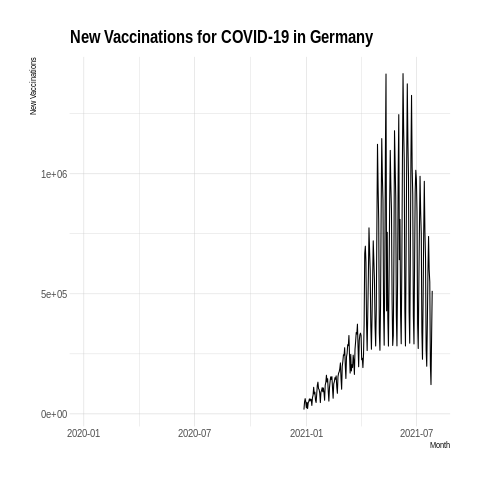 New Vaccinations for COVID-19 in Germany
New Vaccinations
1e+06
5e+05
0e+00
2020-01 2020-07 2021-01 2021-07
Month